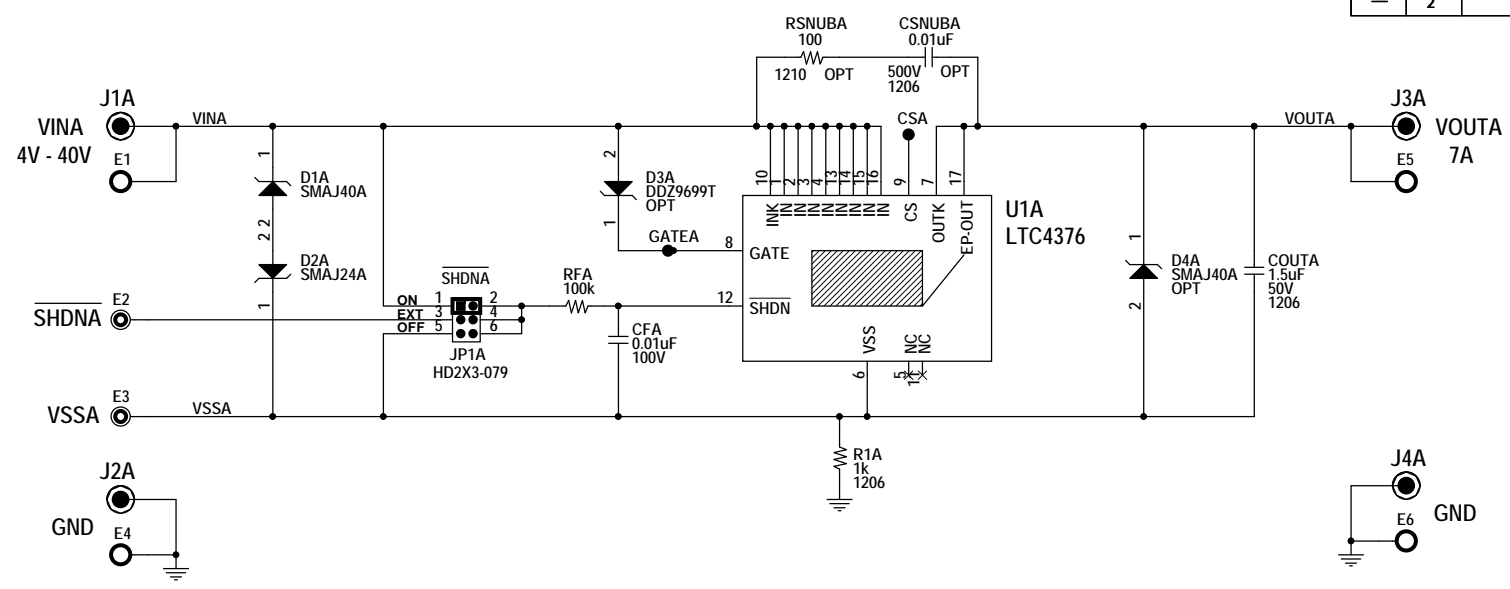 2
RSNUBA
100
1210 OPT
CSNUBA
0.01uF
500V OPT
1206
J1A
VINA
4V - 40V
E1
VINA
1
D1A
SMAJ40A
2
2
D2A
SMAJ24A
1
2
D3A
DDZ9699T
OPT
1
GATEA
8
GATE
10
1
2
3
4
13
14
15
16
INK
IN
IN
IN
IN
IN
IN
IN
IN
CSA
9
CS
7
OUTK
17
EP-OUT
U1A
LTC4376
VOUTA
J3A
VOUTA
7A
E5
1
D4A
SMAJ40A
OPT
2
COUTA
1.5uF
50V
1206
SHDNA
E2
SHDNA
ON 1 2
EXT 3 4
OFF 5 6
JP1A
HD2X3-079
RFA
100k
12
SHDN
CFA
0.01uF
100V
VSS
6
NC
NC
5
11
VSSA
E3
VSSA
R1A
1k
1206
J2A
GND
E4
J4A
GND
E6